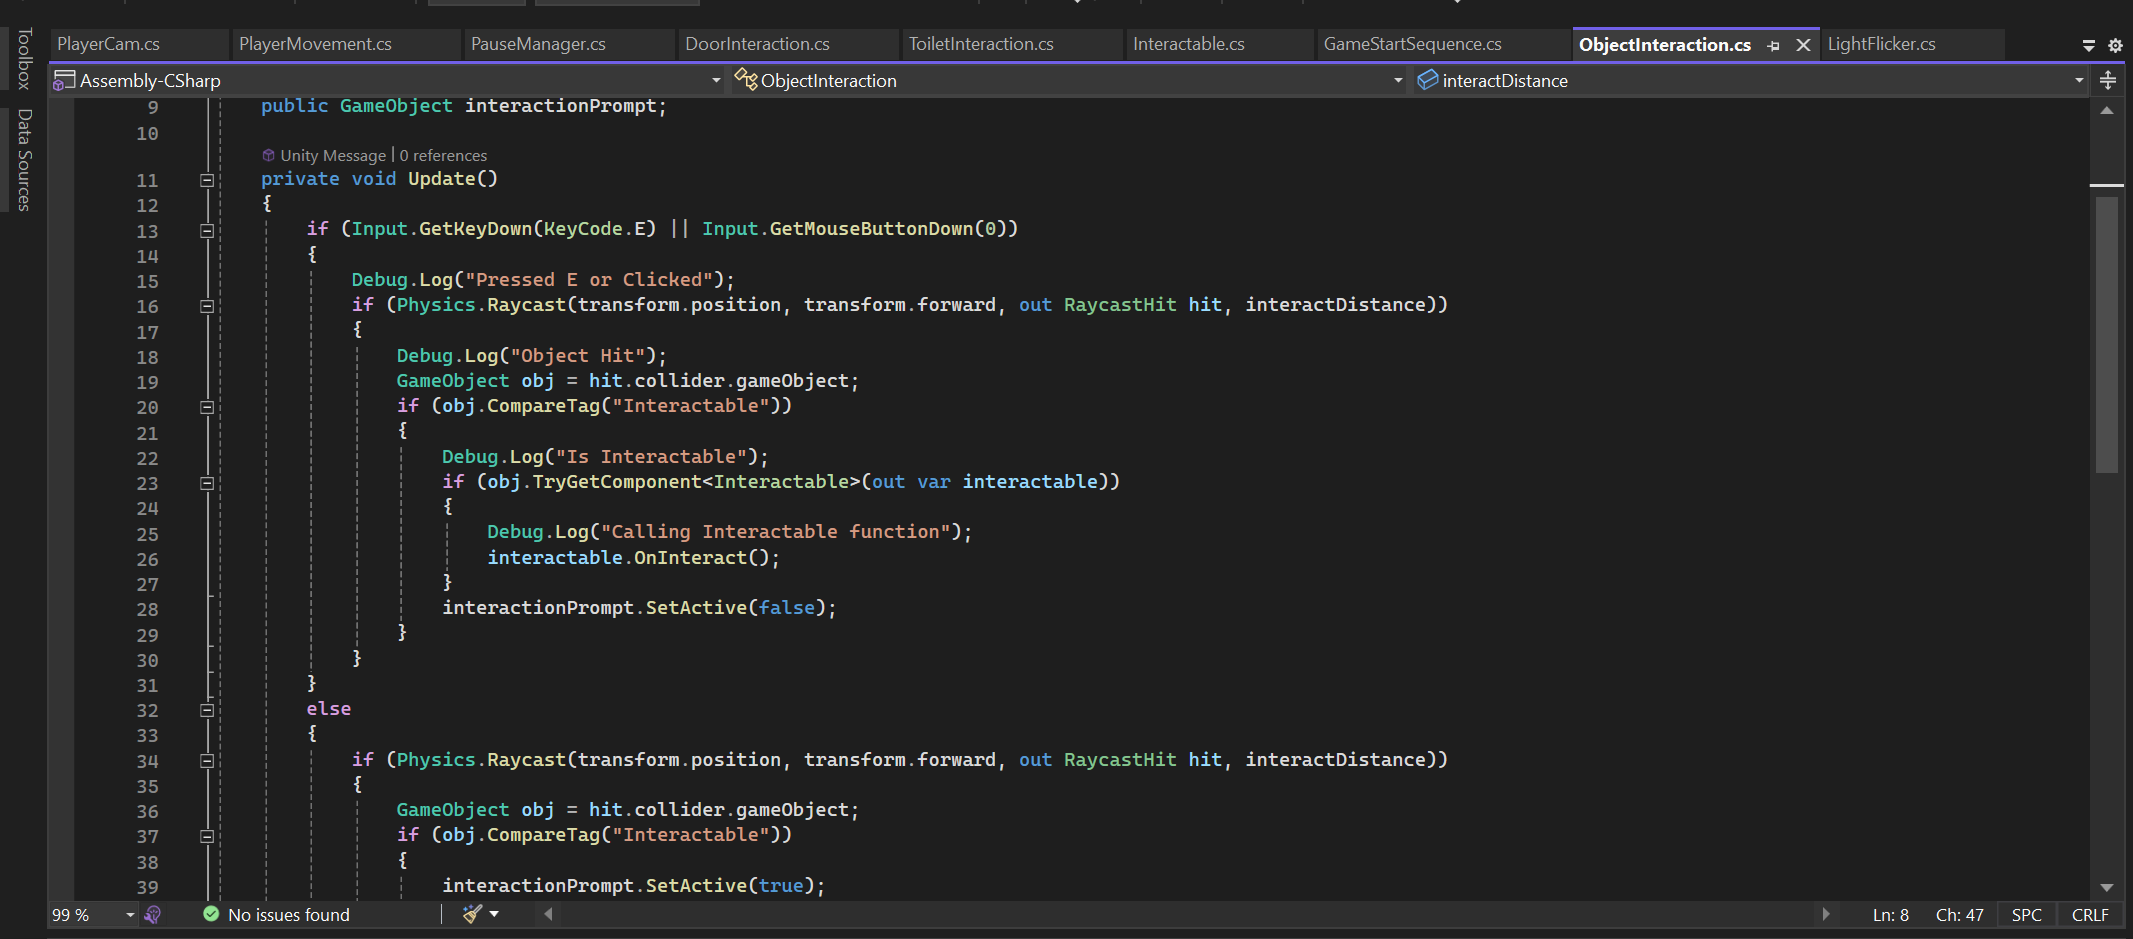 Toolbox
Data Sources
PlayerCam.cs PlayerMovement.cs PauseManager.cs DoorInteraction.cs ToiletInteraction.cs Interactable.cs GameStartSequence.cs ObjectInteraction.cs LightFlicker.cs
Assembly-CSharp ObjectInteraction interactDistance
9 public GameObject interactionPrompt;
10
Unity Message | 0 references
11 private void Update()
12 {
13 if (Input.GetKeyDown(KeyCode.E) || Input.GetMouseButtonDown(0))
14 {
15 Debug.Log("Pressed E or Clicked");
16 if (Physics.Raycast(transform.position, transform.forward, out RaycastHit hit, interactDistance))
17 {
18 Debug.Log("Object Hit");
19 GameObject obj = hit.collider.gameObject;
20 if (obj.CompareTag("Interactable"))
21 {
22 Debug.Log("Is Interactable");
23 if (obj.TryGetComponent<Interactable>(out var interactable))
24 {
25 Debug.Log("Calling Interactable function");
26 interactable.OnInteract();
27 }
28 interactionPrompt.SetActive(false);
29 }
30 }
31 }
32 else
33 {
34 if (Physics.Raycast(transform.position, transform.forward, out RaycastHit hit, interactDistance))
35 {
36 GameObject obj = hit.collider.gameObject;
37 if (obj.CompareTag("Interactable"))
38 {
39 interactionPrompt.SetActive(true);
99 % No issues found Ln: 8 Ch: 47 SPC CRLF